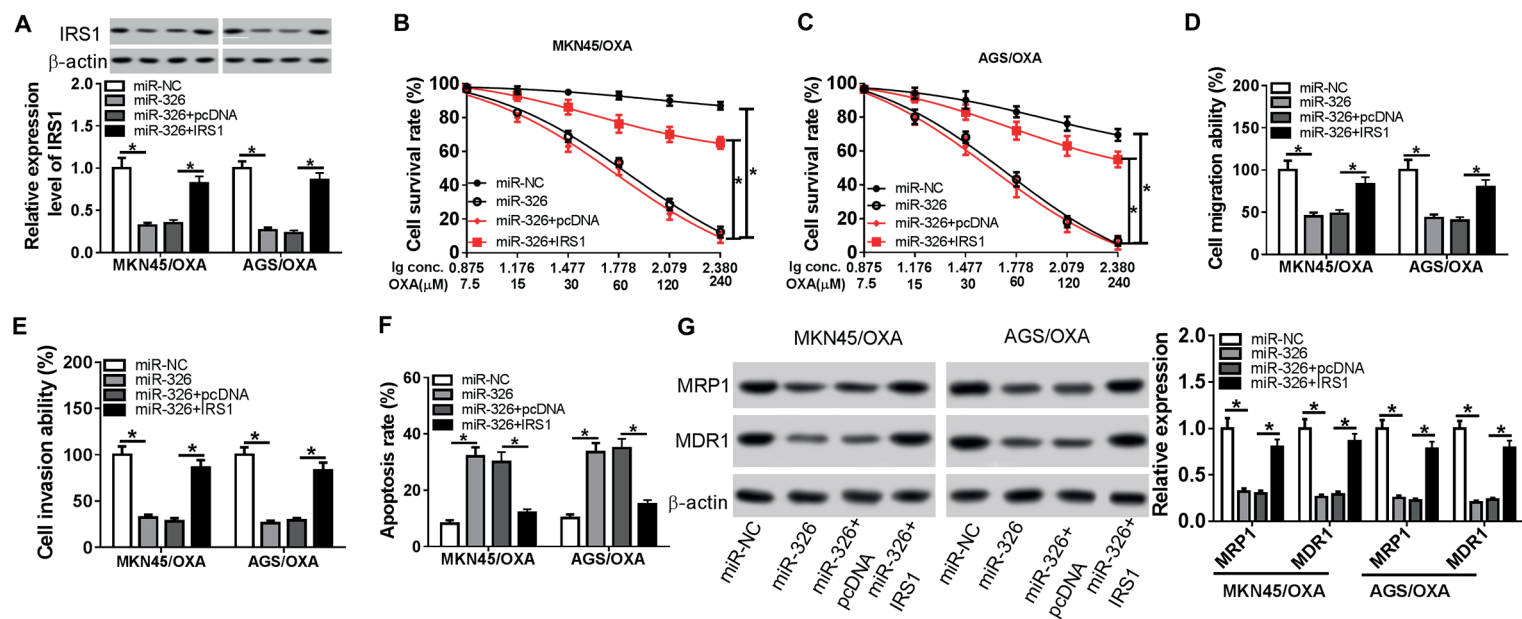 A
IRS1
β-actin
Relative expression
level of IRS1
2.0
1.5
1.0
0.5
0.0
miR-NC
miR-326
miR-326+pcDNA
miR-326+IRS1
* * * *
MKN45/OXA AGS/OXA
B
MKN45/OXA
Cell survival rate (%)
100
80
60
40
20
0
miR-NC
miR-326
miR-326+pcDNA
miR-326+IRS1
* *
lg conc. 0.875 1.176 1.477 1.778 2.079 2.380
OXA(μM) 7.5 15 30 60 120 240
C
AGS/OXA
Cell survival rate (%)
100
80
60
40
20
0
miR-NC
miR-326
miR-326+pcDNA
miR-326+IRS1
* *
lg conc. 0.875 1.176 1.477 1.778 2.079 2.380
OXA(μM) 7.5 15 30 60 120 240
D
Cell migration ability (%)
200
150
100
50
0
miR-NC
miR-326
miR-326+pcDNA
miR-326+IRS1
* * * *
MKN45/OXA AGS/OXA
E
Cell invasion ability (%)
200
150
100
50
0
miR-NC
miR-326
miR-326+pcDNA
miR-326+IRS1
* * * *
MKN45/OXA AGS/OXA
F
Apoptosis rate (%)
60
40
20
0
miR-NC
miR-326
miR-326+pcDNA
miR-326+IRS1
* * * *
MKN45/OXA AGS/OXA
G
MKN45/OXA AGS/OXA
MRP1
MDR1
β-actin
miR-NC
miR-326
miR-326+
pcDNA
miR-326+
IRS1
miR-NC
miR-326
miR-326+
pcDNA
miR-326+
IRS1
Relative expression
2.0
1.5
1.0
0.5
0.0
miR-NC
miR-326
miR-326+pcDNA
miR-326+IRS1
* * * * * * * *
MRP1 MDR1 MRP1 MDR1
MKN45/OXA AGS/OXA